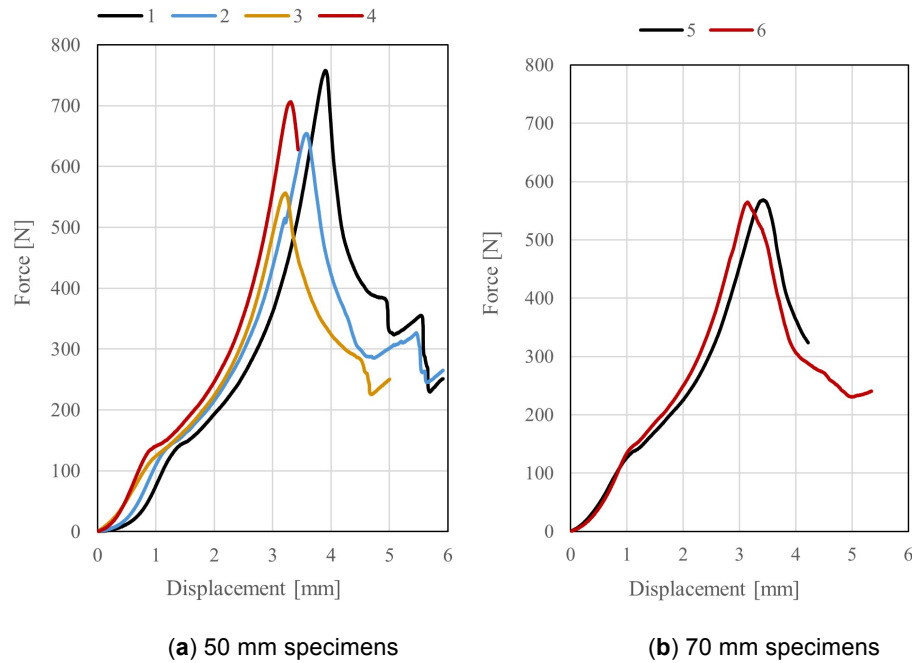 1 2 3 4
800
700
600
500
400
300
200
100
0
Force [N]
0 1 2 3 4 5 6
Displacement [mm]
(a) 50 mm specimens
5 6
800
700
600
500
400
300
200
100
0
Force [N]
0 1 2 3 4 5 6
Displacement [mm]
(b) 70 mm specimens